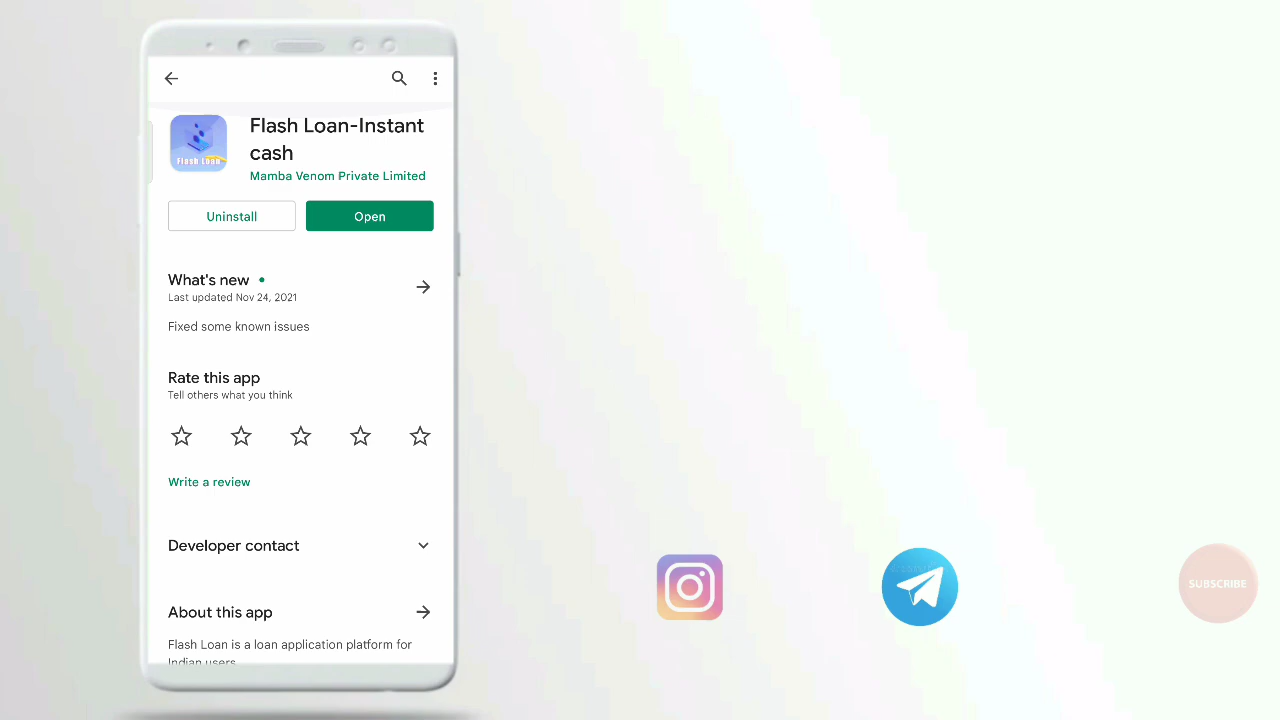 Flash Loan-Instant
cash
Flash Loan
Mamba Venom Private Limited
Uninstall
Open
What's new
Last updated Nov 24, 2021
Fixed some known issues
Rate this app
Tell others what you think
Write a review
Developer contact
About this app
Flash Loan is a loan application platform for
Indian users
SUBSCRIBE